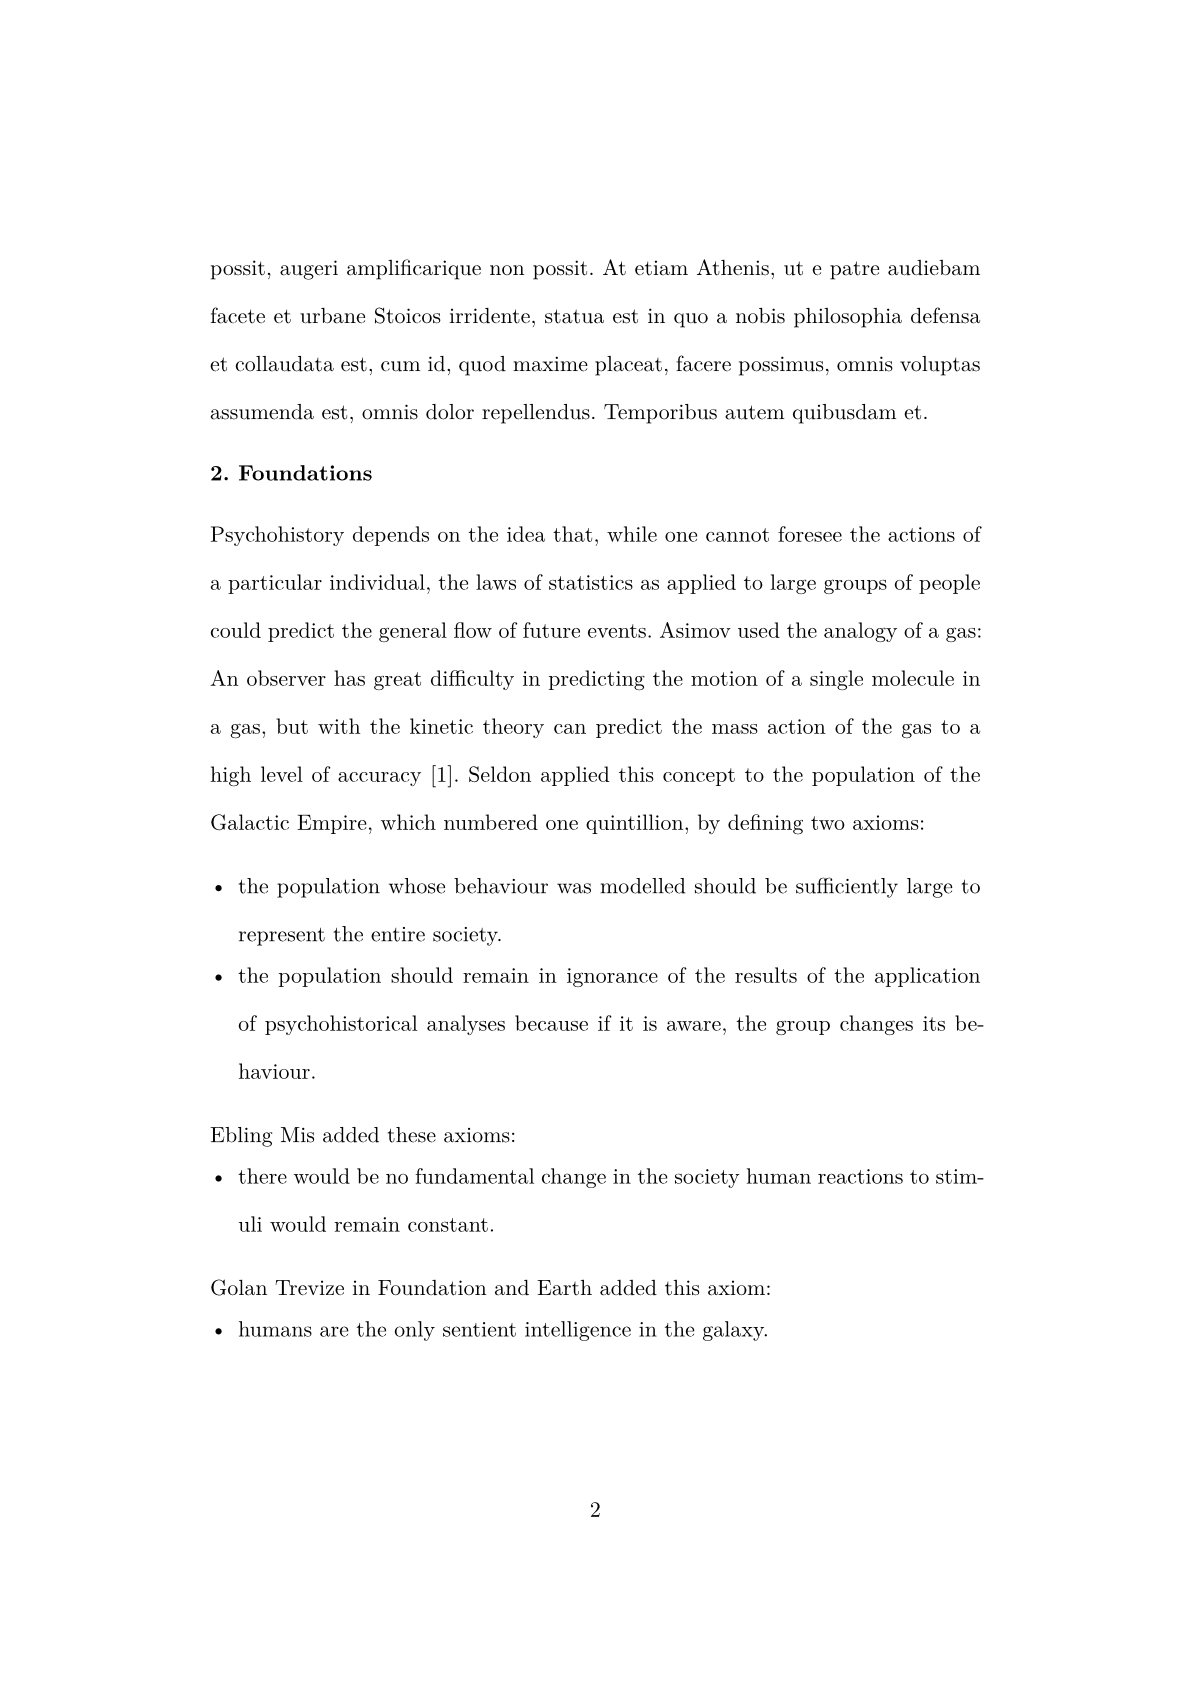 possit, augeri amplificarique non possit. At etiam Athenis, ut e patre audiebam
facete et urbane Stoicos irridente, statua est in quo a nobis philosophia defensa
et collaudata est, cum id, quod maxime placeat, facere possimus, omnis voluptas
assumenda est, omnis dolor repellendus. Temporibus autem quibusdam et.
2. Foundations
Psychohistory depends on the idea that, while one cannot foresee the actions of
a particular individual, the laws of statistics as applied to large groups of people
could predict the general flow of future events. Asimov used the analogy of a gas:
An observer has great difficulty in predicting the motion of a single molecule in
a gas, but with the kinetic theory can predict the mass action of the gas to a
high level of accuracy [1]. Seldon applied this concept to the population of the
Galactic Empire, which numbered one quintillion, by defining two axioms:
• the population whose behaviour was modelled should be sufficiently large to
represent the entire society.
• the population should remain in ignorance of the results of the application
of psychohistorical analyses because if it is aware, the group changes its be-
haviour.
Ebling Mis added these axioms:
• there would be no fundamental change in the society human reactions to stim-
uli would remain constant.
Golan Trevize in Foundation and Earth added this axiom:
• humans are the only sentient intelligence in the galaxy.
2